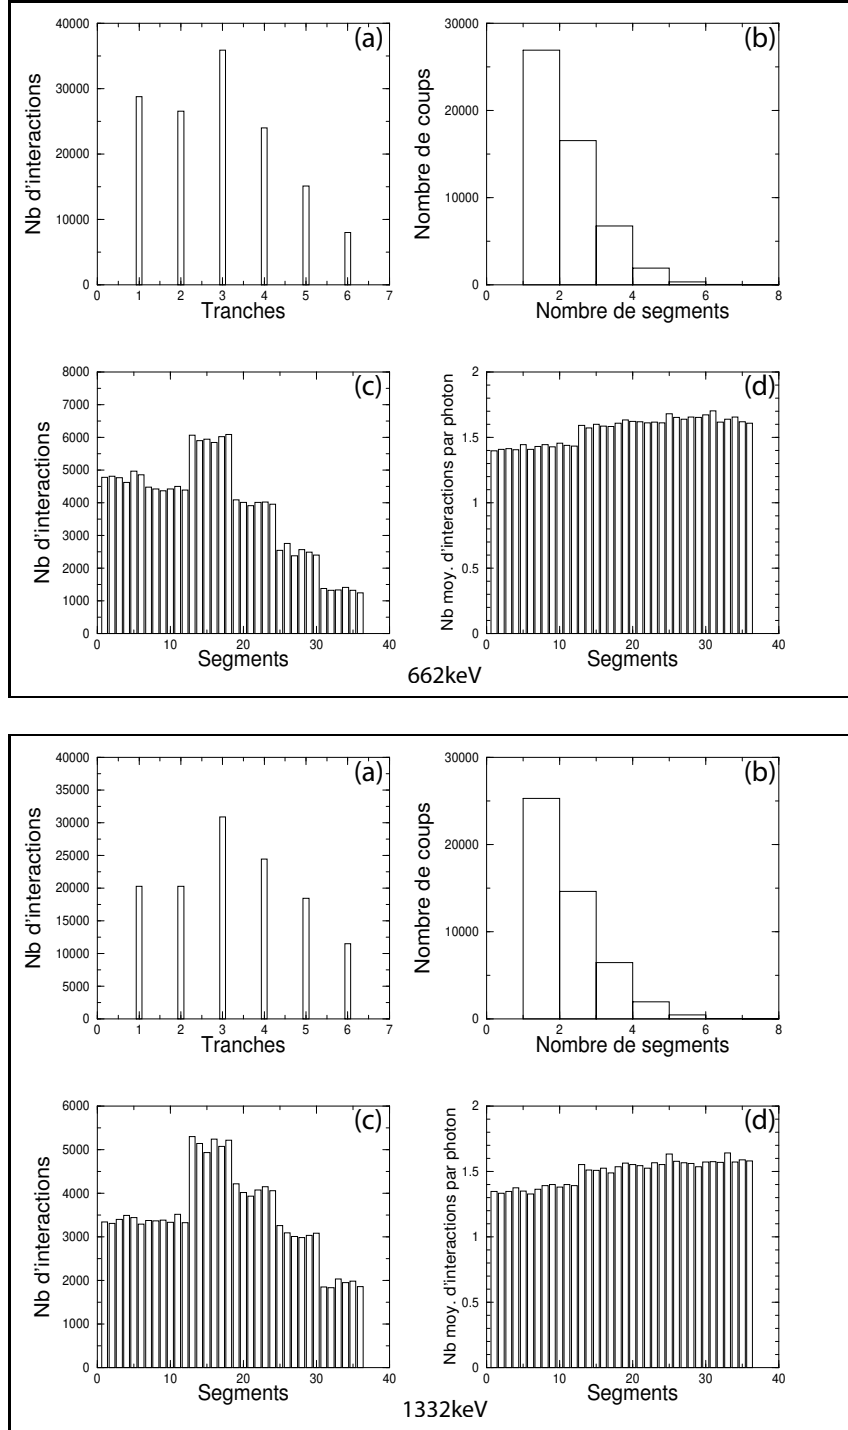 (a)
Nb d'interactions
40000
30000
20000
10000
0
0 1 2 3 4 5 6 7
Tranches
(b)
Nombre de coups
30000
20000
10000
0
0 2 4 6 8
Nombre de segments
(c)
Nb d'interactions
8000
7000
6000
5000
4000
3000
2000
1000
0
0 10 20 30 40
Segments
(d)
Nb moy. d'interactions par photon
2
1.5
1
0.5
0
0 10 20 30 40
Segments
662keV
(a)
Nb d'interactions
40000
35000
30000
25000
20000
15000
10000
5000
0
0 1 2 3 4 5 6 7
Tranches
(b)
Nombre de coups
30000
20000
10000
0
0 2 4 6 8
Nombre de segments
(c)
Nb d'interactions
6000
5000
4000
3000
2000
1000
0
0 10 20 30 40
Segments
(d)
Nb moy. d'interactions par photon
2
1.5
1
0.5
0
0 10 20 30 40
Segments
1332keV